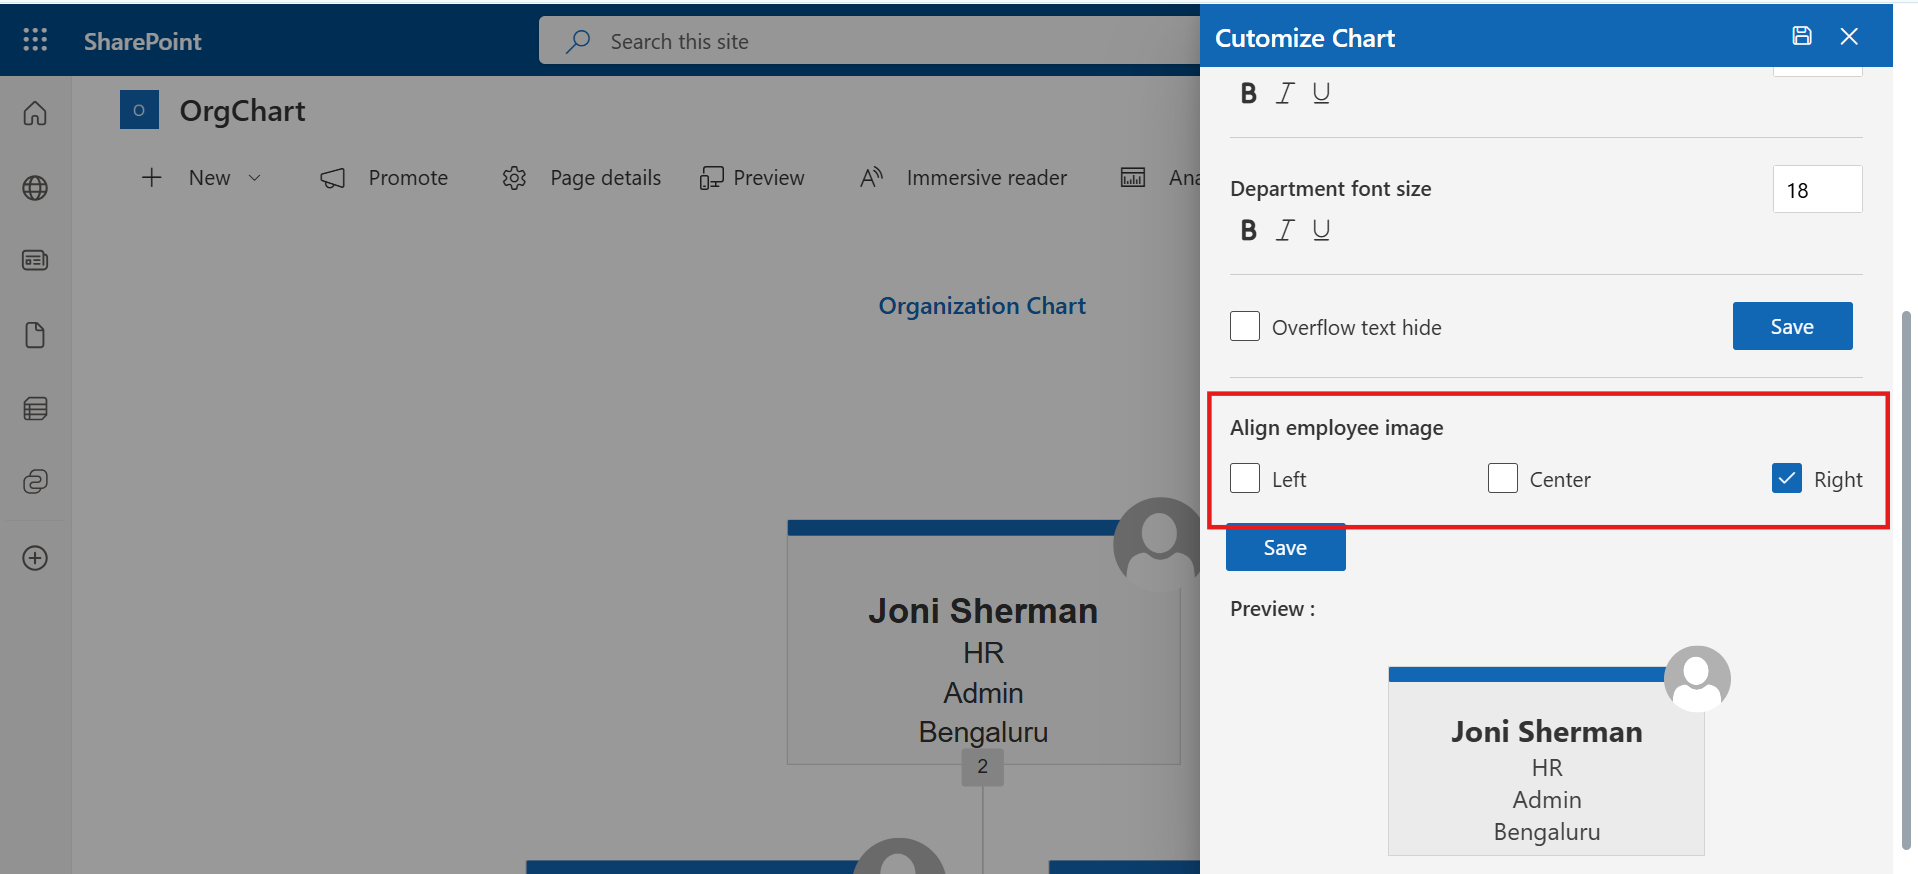 SharePoint
Search this site
O
OrgChart
New
Promote
Page details
Preview
Immersive reader
Ana
Organization Chart
Joni Sherman
HR
Admin
Bengaluru
2
Cutomize Chart
B I U
Department font size
18
B I U
Overflow text hide
Save
Align employee image
Left Center Right
Save
Preview :
Joni Sherman
HR
Admin
Bengaluru